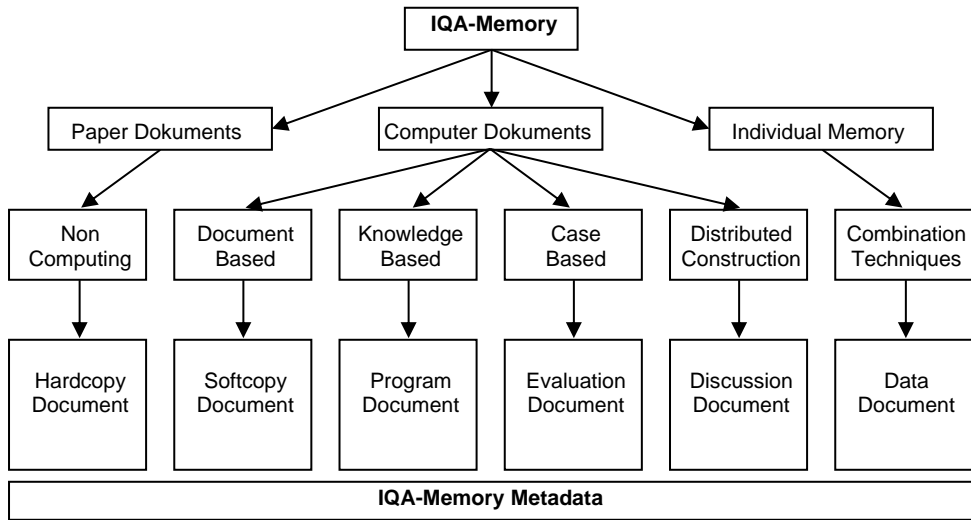 IQA-Memory
Paper Dokuments
Computer Dokuments
Individual Memory
Non
Computing
Document
Based
Knowledge
Based
Case
Based
Distributed
Construction
Combination
Techniques
Hardcopy
Document
Softcopy
Document
Program
Document
Evaluation
Document
Discussion
Document
Data
Document
IQA-Memory Metadata